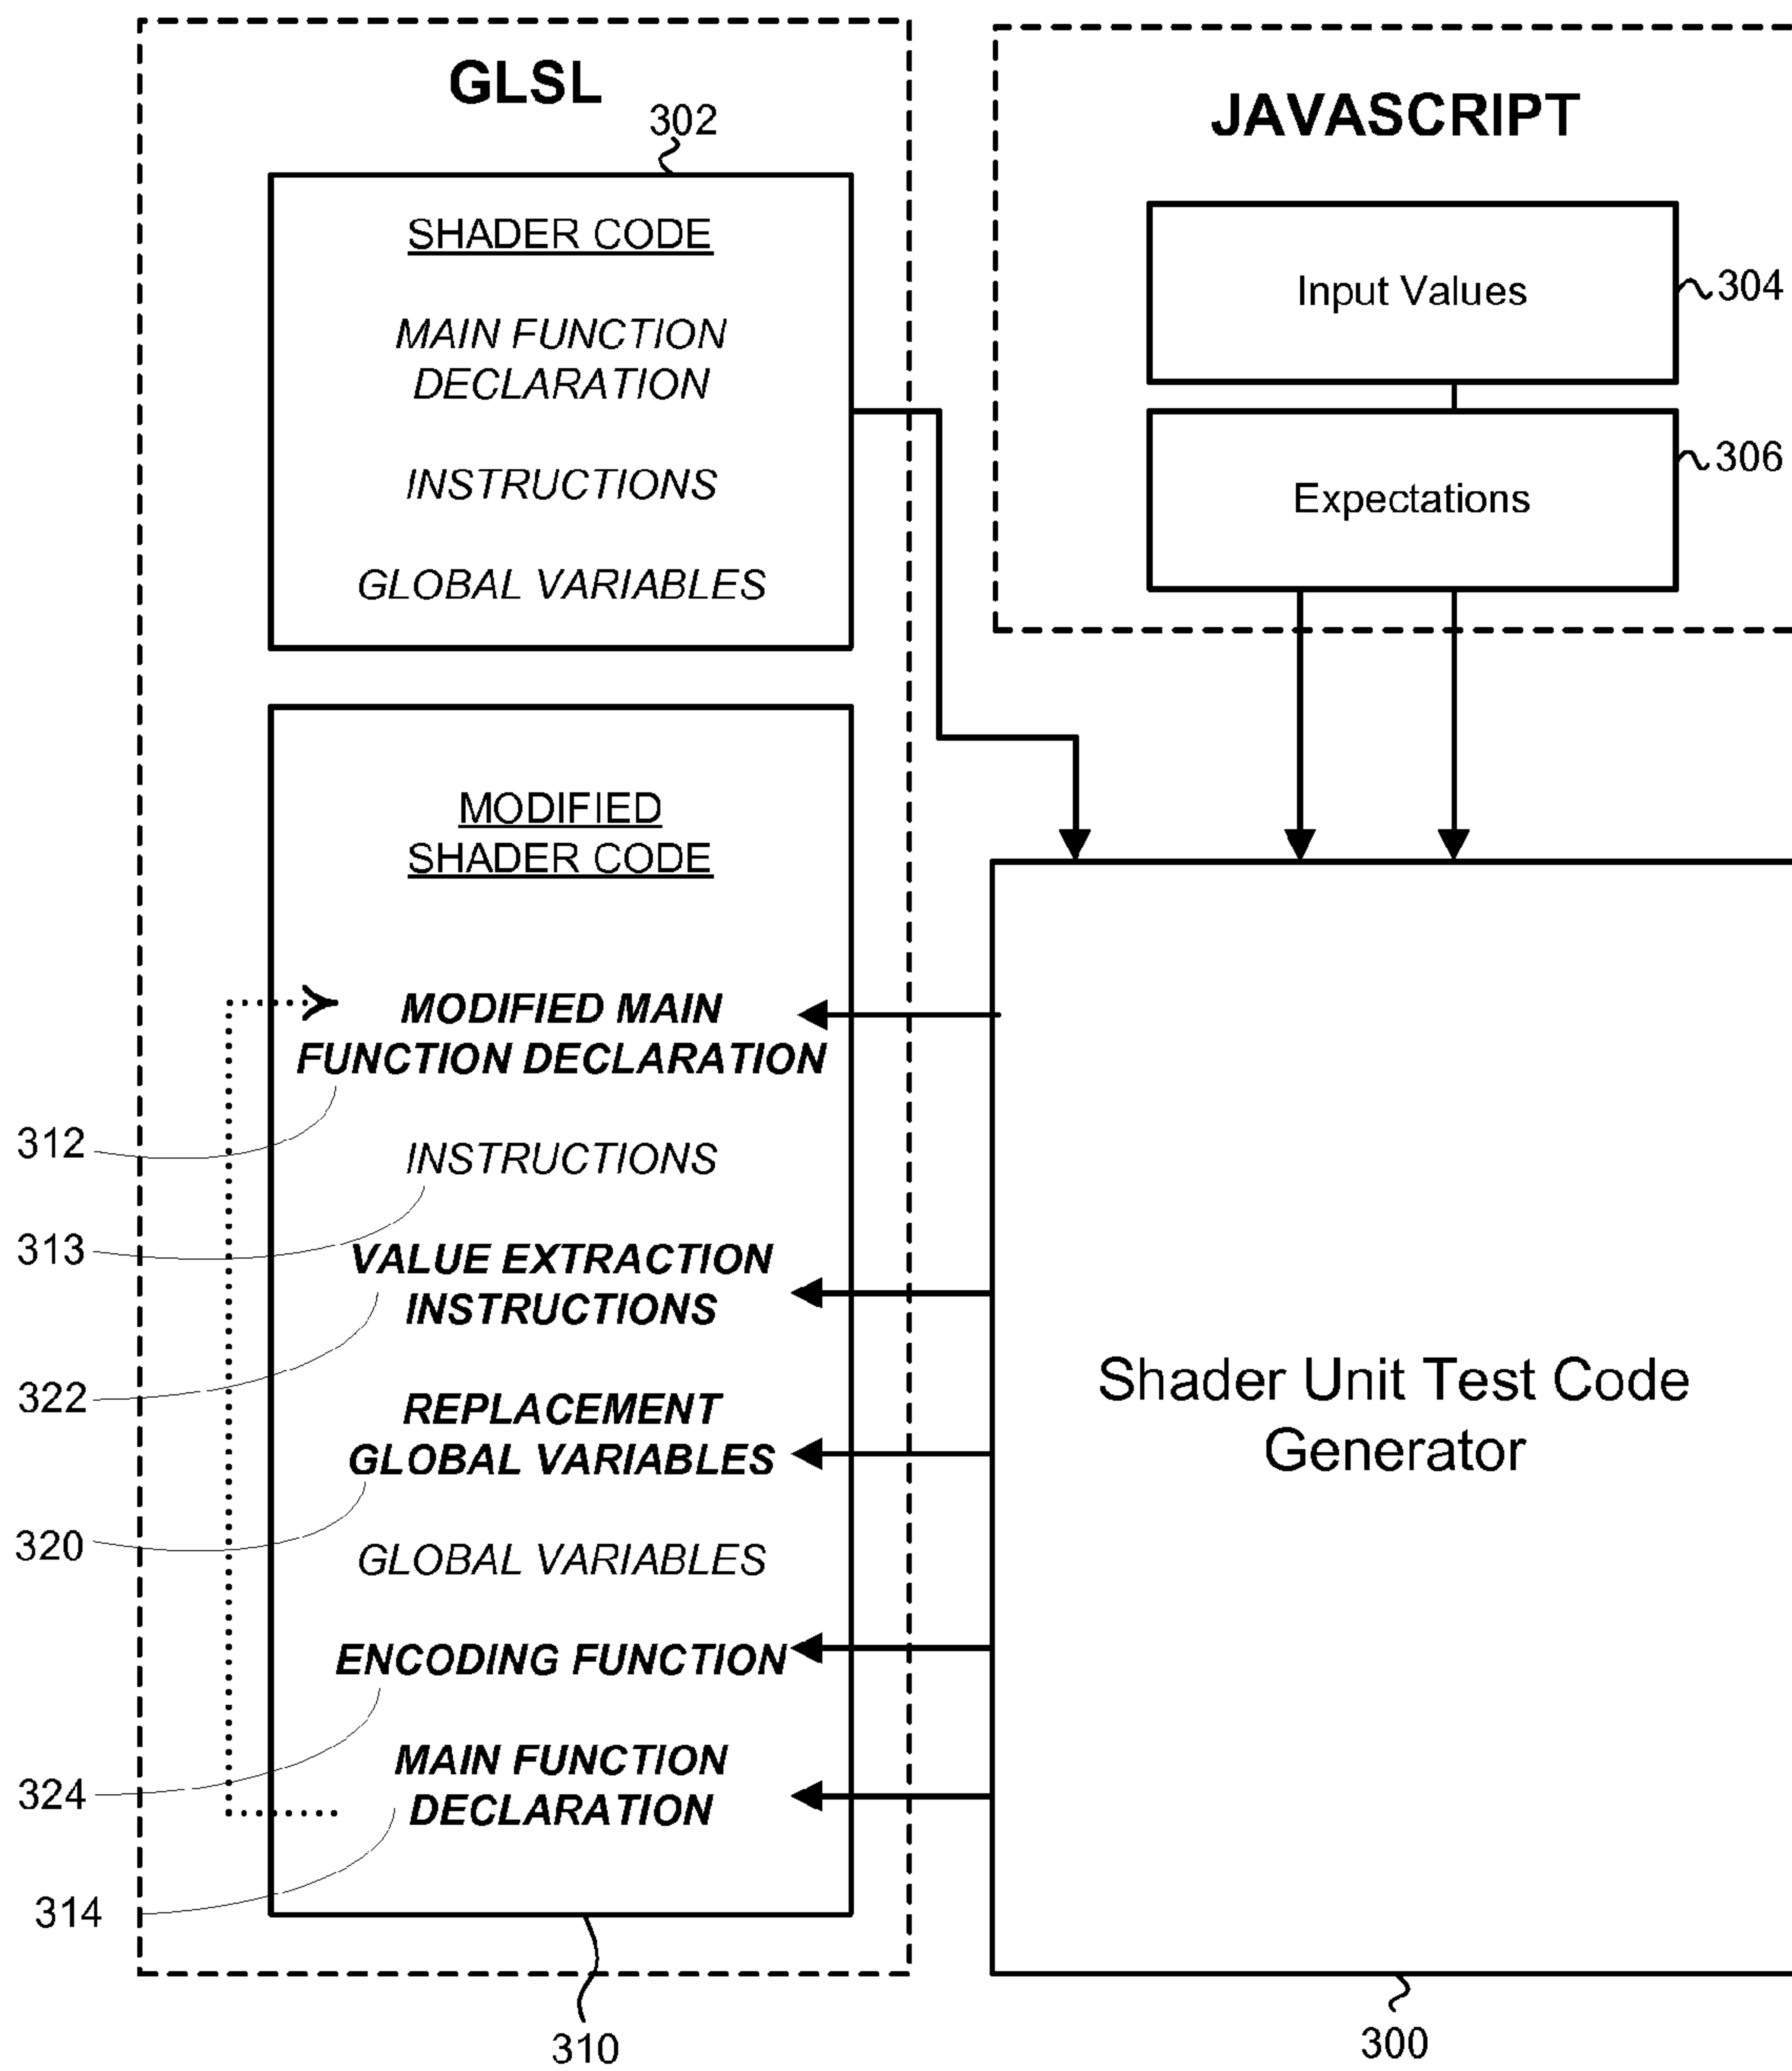 GLSL
302
SHADER CODE
MAIN FUNCTION
DECLARATION
INSTRUCTIONS
GLOBAL VARIABLES
JAVASCRIPT
Input Values
304
Expectations
306
MODIFIED
SHADER CODE
MODIFIED MAIN
FUNCTION DECLARATION
312
INSTRUCTIONS
313
VALUE EXTRACTION
INSTRUCTIONS
322
REPLACEMENT
GLOBAL VARIABLES
320
GLOBAL VARIABLES
ENCODING FUNCTION
324
MAIN FUNCTION
DECLARATION
314
310
Shader Unit Test Code
Generator
300